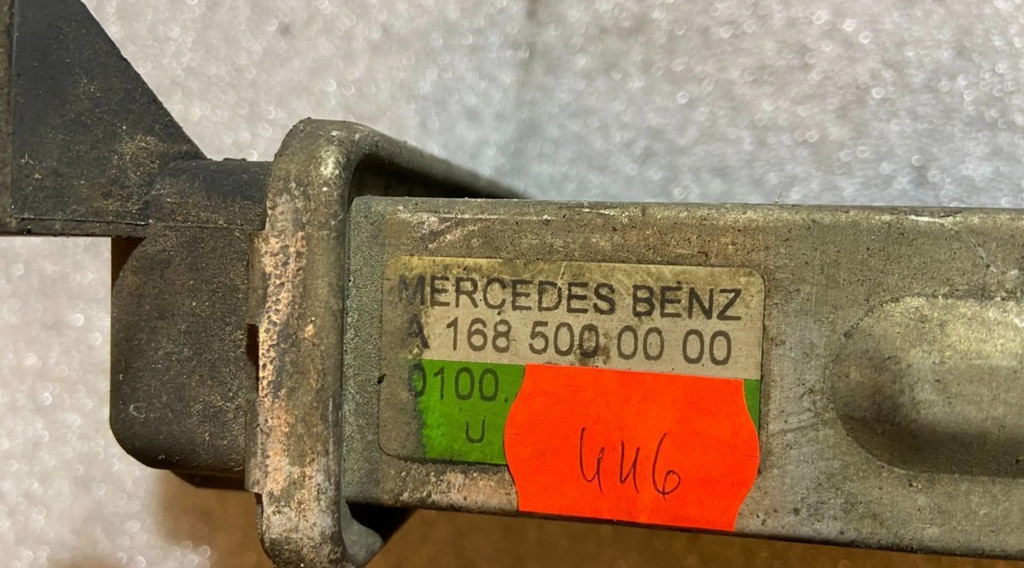 MERCEDES BENZ
A 168 500 00 00
0100.
U
446